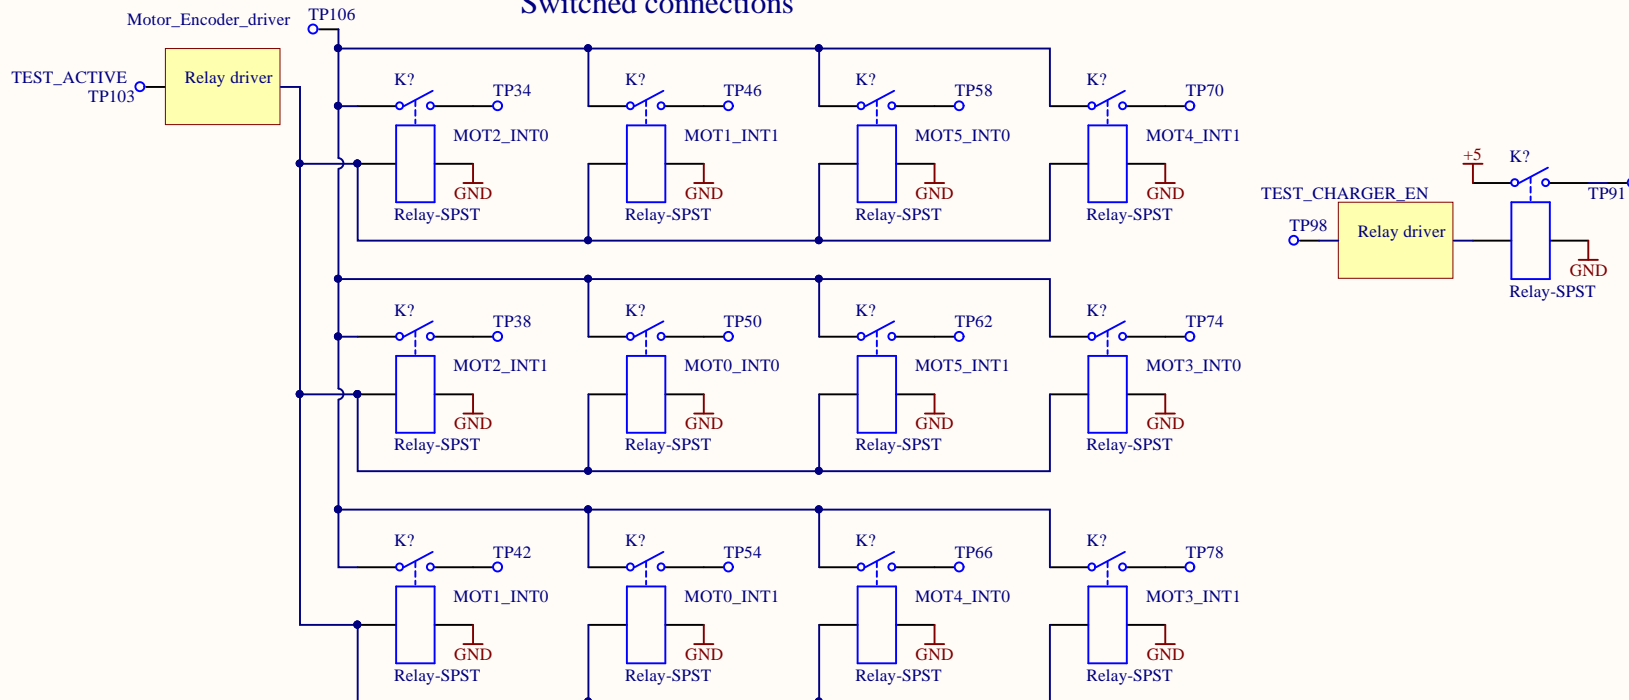 Switched connections
Motor_Encoder_driver
TP106
TEST_ACTIVE
TP103
Relay driver
K?
TP34
MOT2_INT0
GND
Relay-SPST
K?
TP46
MOT1_INT1
GND
Relay-SPST
K?
TP58
MOT5_INT0
GND
Relay-SPST
K?
TP70
MOT4_INT1
GND
Relay-SPST
+5
K?
TP91
TEST_CHARGER_EN
TP98
Relay driver
GND
Relay-SPST
K?
TP38
MOT2_INT1
GND
Relay-SPST
K?
TP50
MOT0_INT0
GND
Relay-SPST
K?
TP62
MOT5_INT1
GND
Relay-SPST
K?
TP74
MOT3_INT0
GND
Relay-SPST
K?
TP42
MOT1_INT0
GND
Relay-SPST
K?
TP54
MOT0_INT1
GND
Relay-SPST
K?
TP66
MOT4_INT0
GND
Relay-SPST
K?
TP78
MOT3_INT1
GND
Relay-SPST